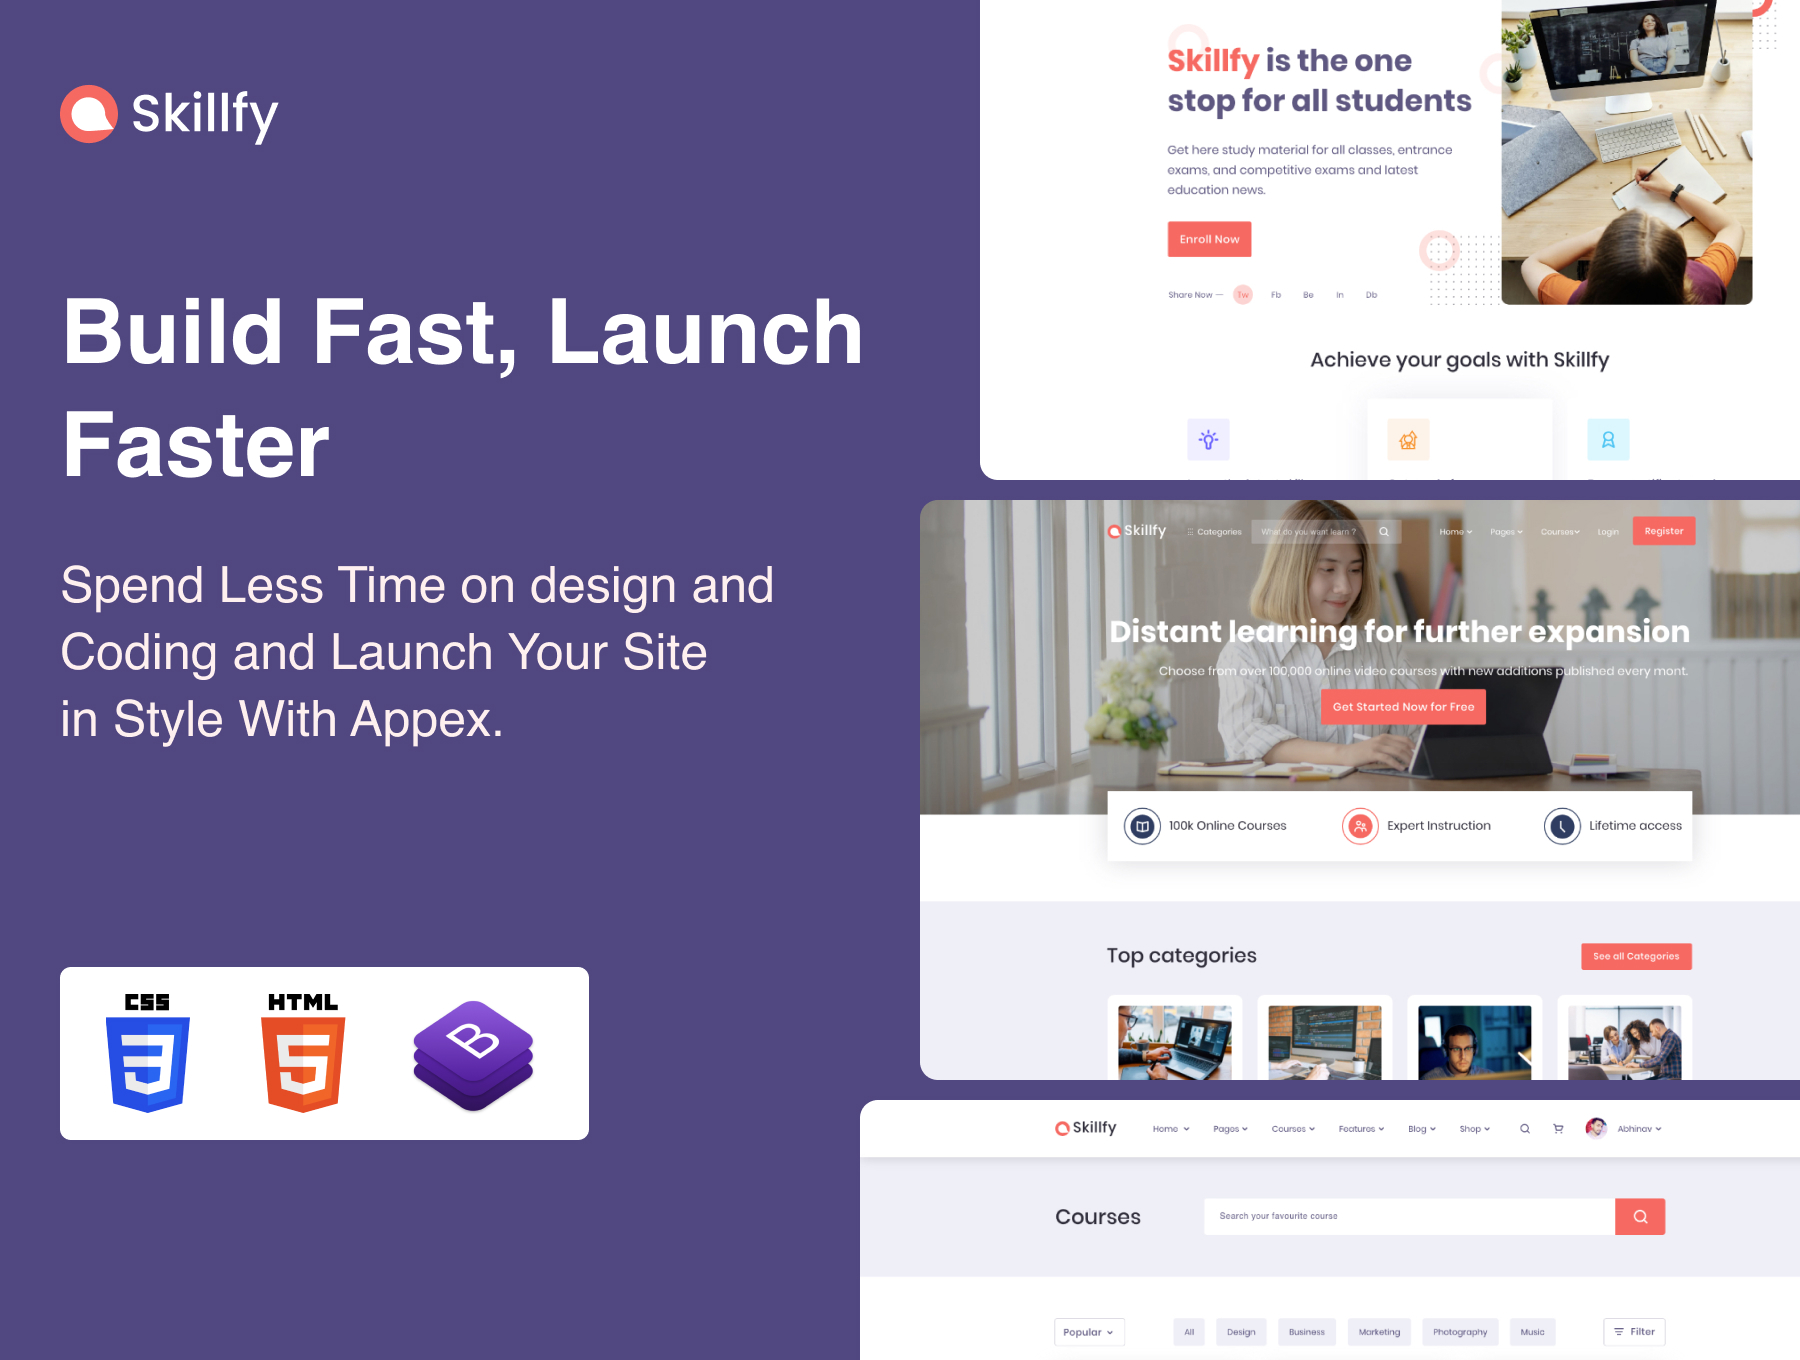 Skillfy
Build Fast, Launch
Faster
Spend Less Time on design and
Coding and Launch Your Site
in Style With Appex.
CSS
HTML
Skillfy is the one
stop for all students
Get here study material for all classes, entrance
exams, and competitive exams and latest
education news.
Enroll Now
Share Now — Tw Fb Be In Db
Achieve your goals with Skillfy
Skillfy Categories What do you want learn ? Home Pages Courses Login Register
Distant learning for further expansion
Choose from over 100,000 online video courses with new additions published every mont.
Get Started Now for Free
100k Online Courses Expert Instruction Lifetime access
Top categories See all Categories
Skillfy Home Pages Courses Features Blog Shop Abhinav
Courses Search your favourite course
Popular All Design Business Marketing Photography Music Filter